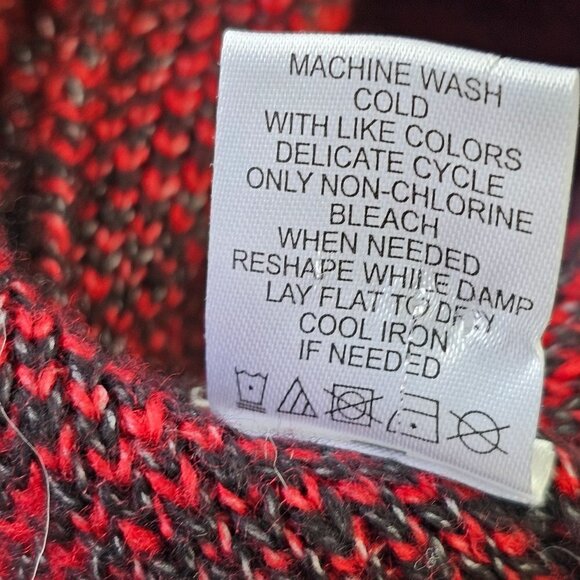 MACHINE WASH
COLD
WITH LIKE COLORS
DELICATE CYCLE
ONLY NON-CHLORINE
BLEACH
WHEN NEEDED
RESHAPE WHILE DAMP
LAY FLAT TO DRY
COOL IRON
IF NEEDED